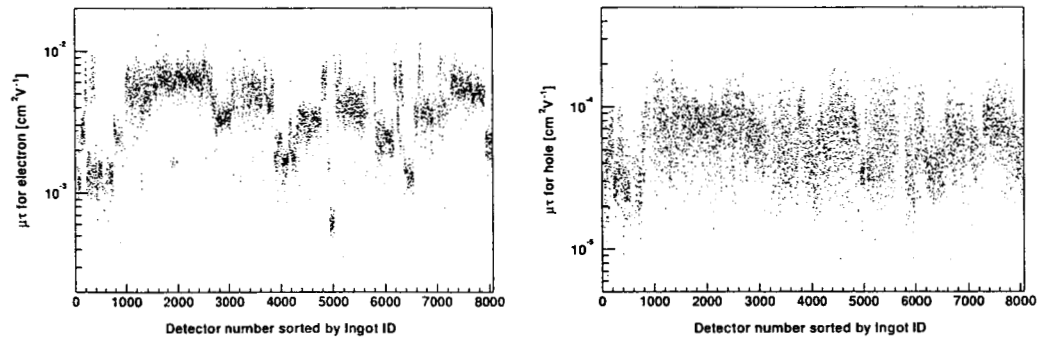 10⁻²
10⁻³
μτ for electron [cm²V⁻¹]
0 1000 2000 3000 4000 5000 6000 7000 8000
Detector number sorted by Ingot ID
10⁻⁴
10⁻⁵
μτ for hole [cm²V⁻¹]
0 1000 2000 3000 4000 5000 6000 7000 8000
Detector number sorted by Ingot ID